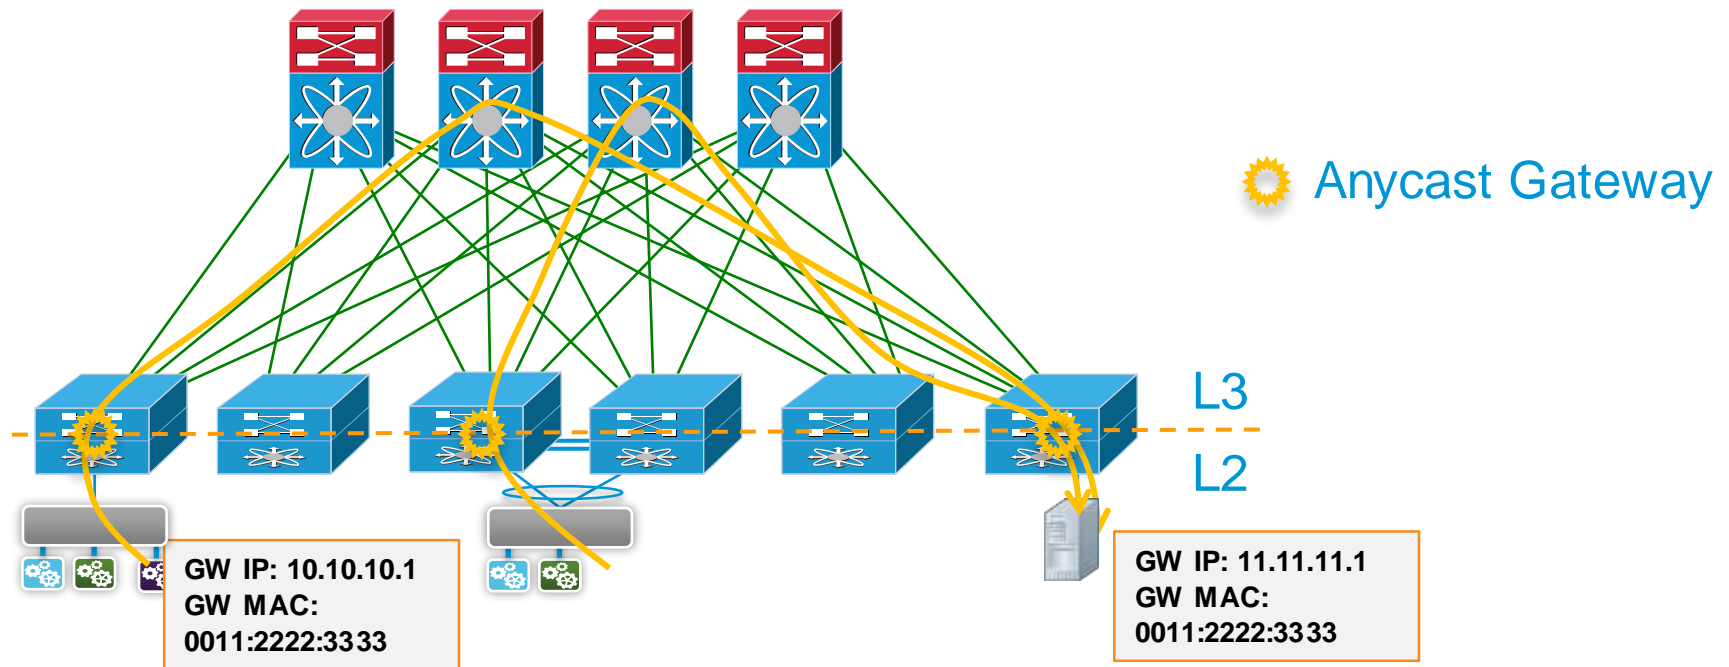 Anycast Gateway
L3
L2
GW IP: 10.10.10.1
GW MAC:
0011:2222:3333
GW IP: 11.11.11.1
GW MAC:
0011:2222:3333